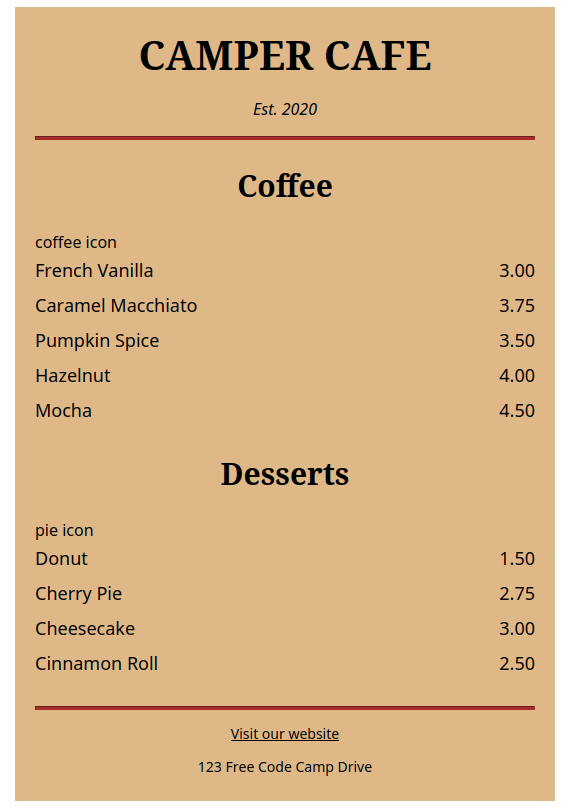 CAMPER CAFE
Est. 2020
Coffee
coffee icon
French Vanilla 3.00
Caramel Macchiato 3.75
Pumpkin Spice 3.50
Hazelnut 4.00
Mocha 4.50
Desserts
pie icon
Donut 1.50
Cherry Pie 2.75
Cheesecake 3.00
Cinnamon Roll 2.50
Visit our website
123 Free Code Camp Drive